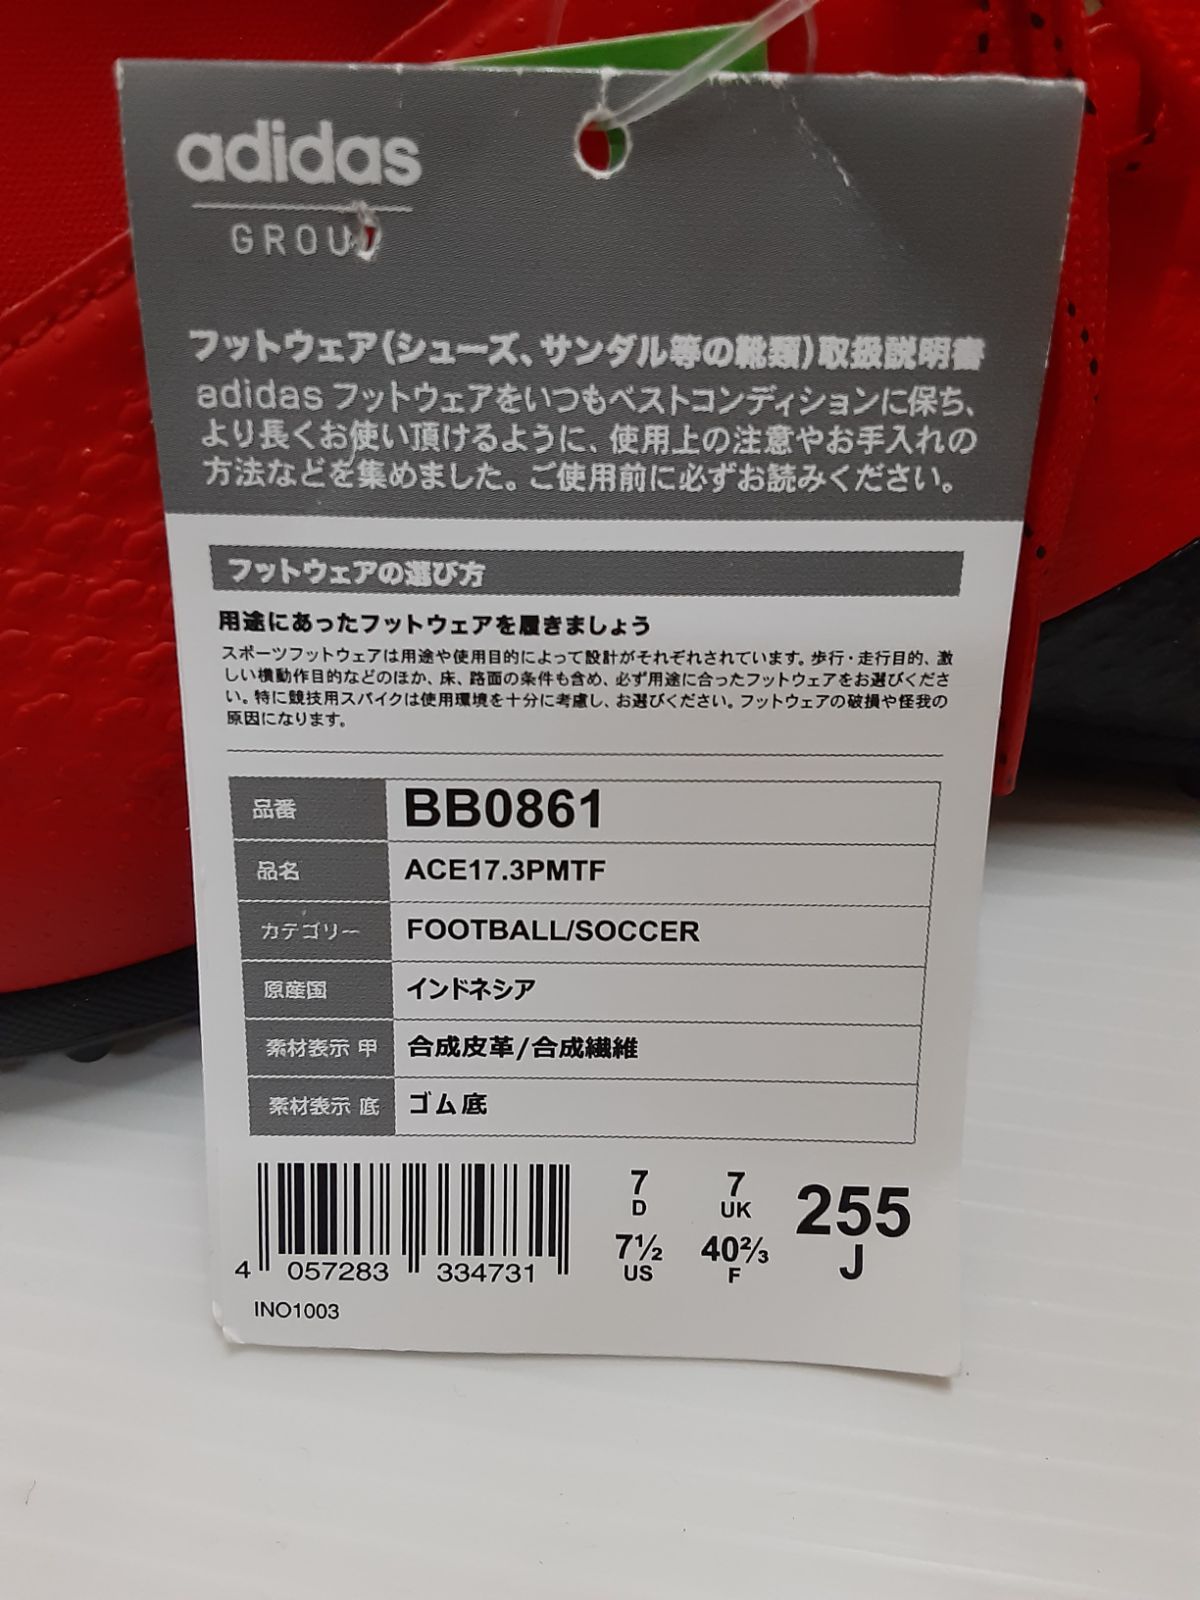 adidas
GROUP
フットウェア(シューズ、サンダル等の靴類)取扱説明書
adidas フットウェアをいつもベストコンディションに保ち、
より長くお使い頂けるように、使用上の注意やお手入れの
方法などを集めました。ご使用前に必ずお読みください。
フットウェアの選び方
用途にあったフットウェアを履きましょう
スポーツフットウェアは用途や使用目的によって設計がそれぞれされています。歩行・走行目的、激
しい横動作目的などのほか、床、路面の条件も含め、必ず用途に合ったフットウェアをお選びくださ
い。特に競技用スパイクは使用環境を十分に考慮し、お選びください。フットウェアの破損や怪我の
原因になります。
品番 BB0861
品名 ACE17.3PMTF
カテゴリー FOOTBALL/SOCCER
原産国 インドネシア
素材表示 甲 合成皮革/合成繊維
素材表示 底 ゴム底
7 D 7 UK 255 J
7½ US 40⅔ F
4 057283 334731
INO1003